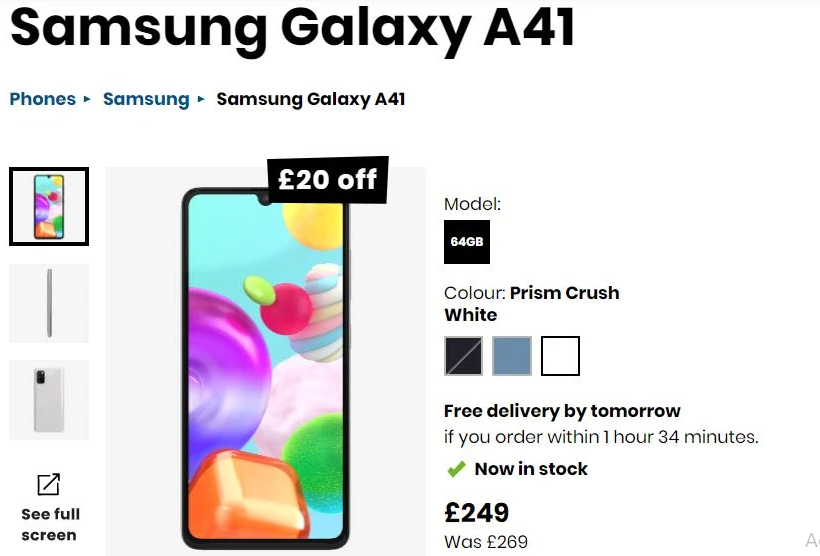 Samsung Galaxy A41
Phones ▸ Samsung ▸ Samsung Galaxy A41
£20 off
Model:
64GB
Colour: Prism Crush
White
Free delivery by tomorrow
if you order within 1 hour 34 minutes.
Now in stock
£249
Was £269
See full
screen